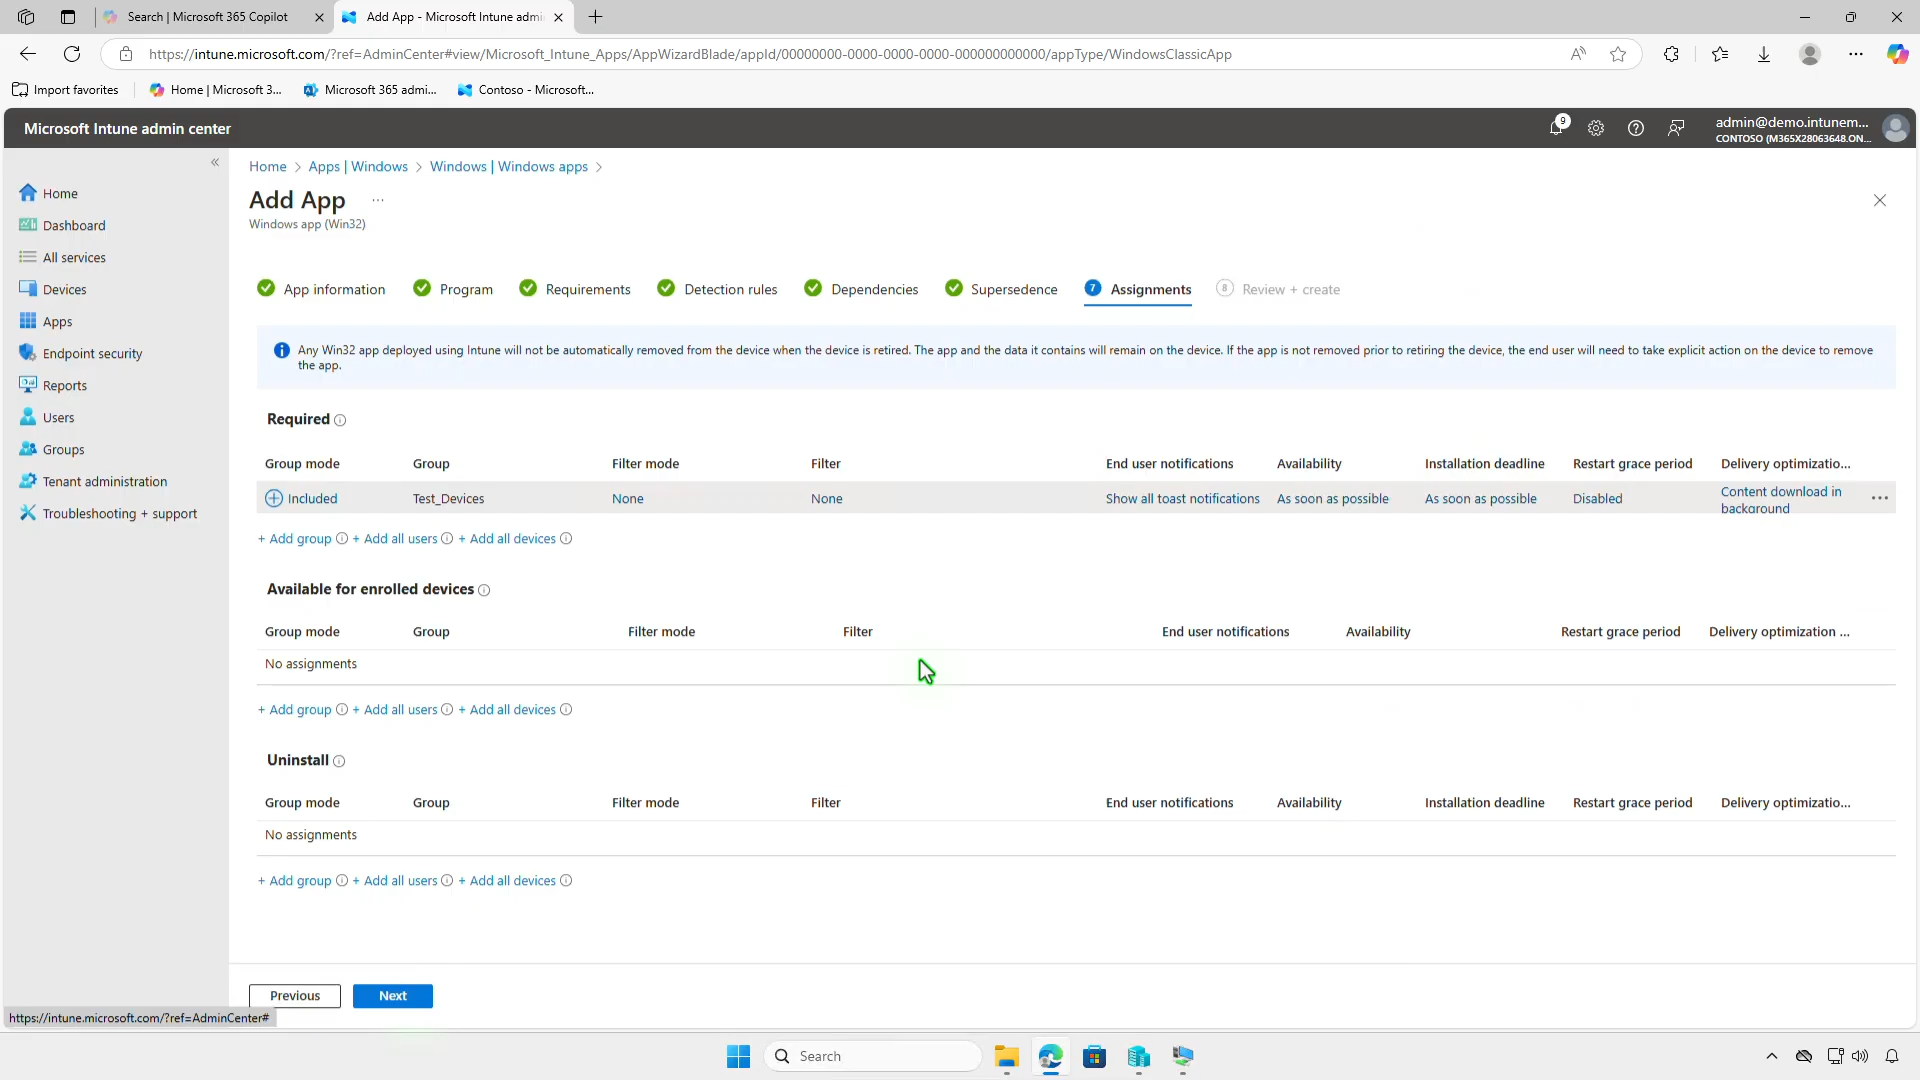 Search | Microsoft 365 Copilot
Add App - Microsoft Intune admi
https://intune.microsoft.com/?ref=AdminCenter#view/Microsoft_Intune_Apps/AppWizardBlade/appId/00000000-0000-0000-0000-000000000000/appType/WindowsClassicApp
Import favorites
Home | Microsoft 3...
Microsoft 365 admi...
Contoso - Microsoft...
Microsoft Intune admin center
9
admin@demo.intunem...
CONTOSO (M365X28063648.ON...
Home
Dashboard
All services
Devices
Apps
Endpoint security
Reports
Users
Groups
Tenant administration
Troubleshooting + support
Home > Apps | Windows > Windows | Windows apps >
Add App ...
Windows app (Win32)
App information
Program
Requirements
Detection rules
Dependencies
Supersedence
7 Assignments
8 Review + create
Any Win32 app deployed using Intune will not be automatically removed from the device when the device is retired. The app and the data it contains will remain on the device. If the app is not removed prior to retiring the device, the end user will need to take explicit action on the device to remove
the app.
Required
Group mode Group Filter mode Filter End user notifications Availability Installation deadline Restart grace period Delivery optimizatio...
Included Test_Devices None None Show all toast notifications As soon as possible As soon as possible Disabled Content download in
background
+ Add group + Add all users + Add all devices
Available for enrolled devices
Group mode Group Filter mode Filter End user notifications Availability Restart grace period Delivery optimization ...
No assignments
+ Add group + Add all users + Add all devices
Uninstall
Group mode Group Filter mode Filter End user notifications Availability Installation deadline Restart grace period Delivery optimizatio...
No assignments
+ Add group + Add all users + Add all devices
Previous
Next
https://intune.microsoft.com/?ref=AdminCenter#
Search